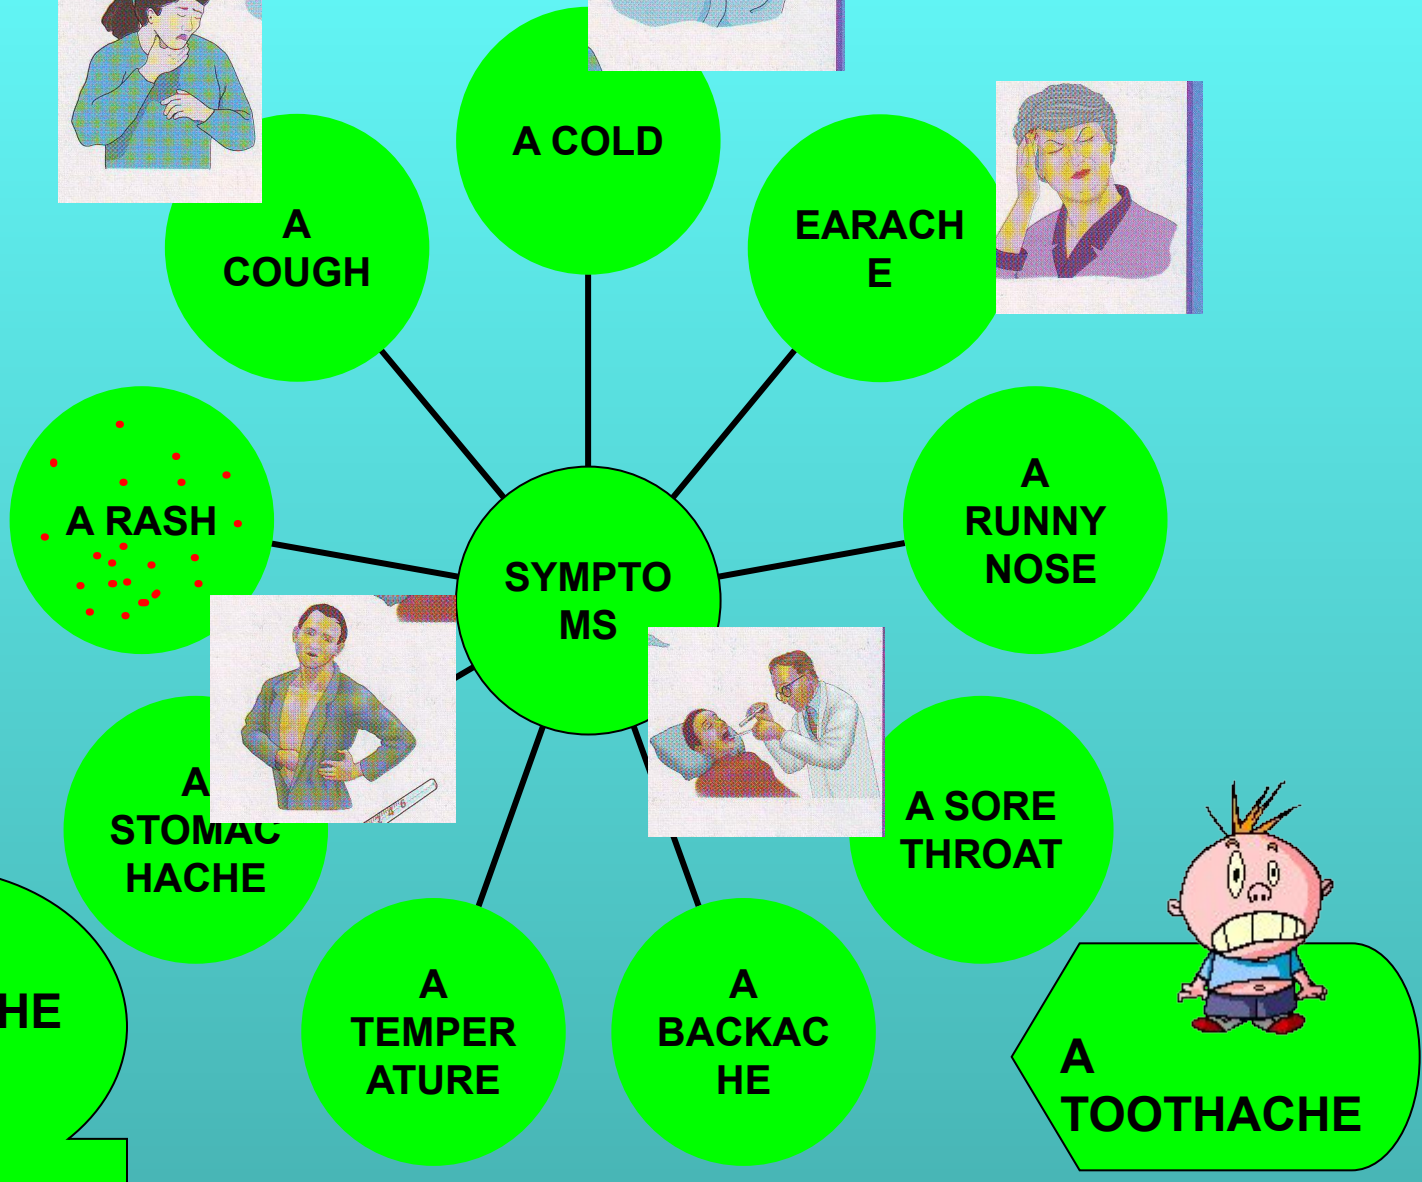 A COLD
A
COUGH
EARACH
E
A RASH
A
RUNNY
NOSE
SYMPTO
MS
A
STOMAC
HACHE
A SORE
THROAT
HE
A
TEMPER
ATURE
A
BACKAC
HE
A
TOOTHACHE